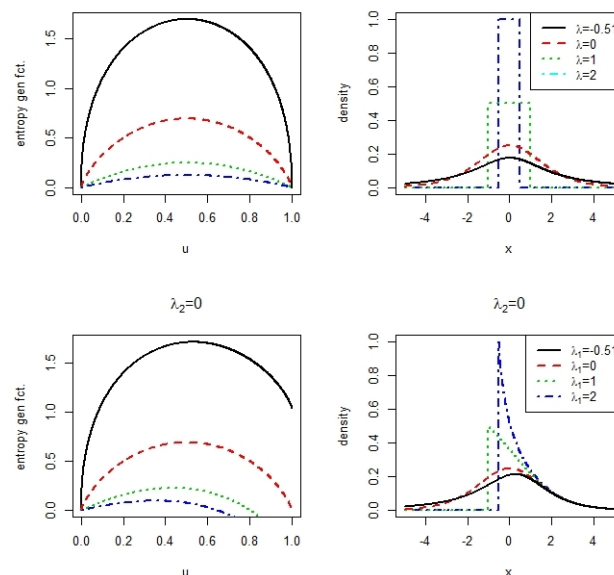 entropy gen fct.
0.0 0.5 1.0 1.5
0.0 0.2 0.4 0.6 0.8 1.0
u
density
0.0 0.2 0.4 0.6 0.8 1.0
-4 -2 0 2 4
x
λ=-0.51
λ=0
λ=1
λ=2
λ₂=0
entropy gen fct.
0.0 0.5 1.0 1.5
0.0 0.2 0.4 0.6 0.8 1.0
u
λ₂=0
density
0.0 0.2 0.4 0.6 0.8 1.0
-4 -2 0 2 4
x
λ₁=-0.51
λ₁=0
λ₁=1
λ₁=2